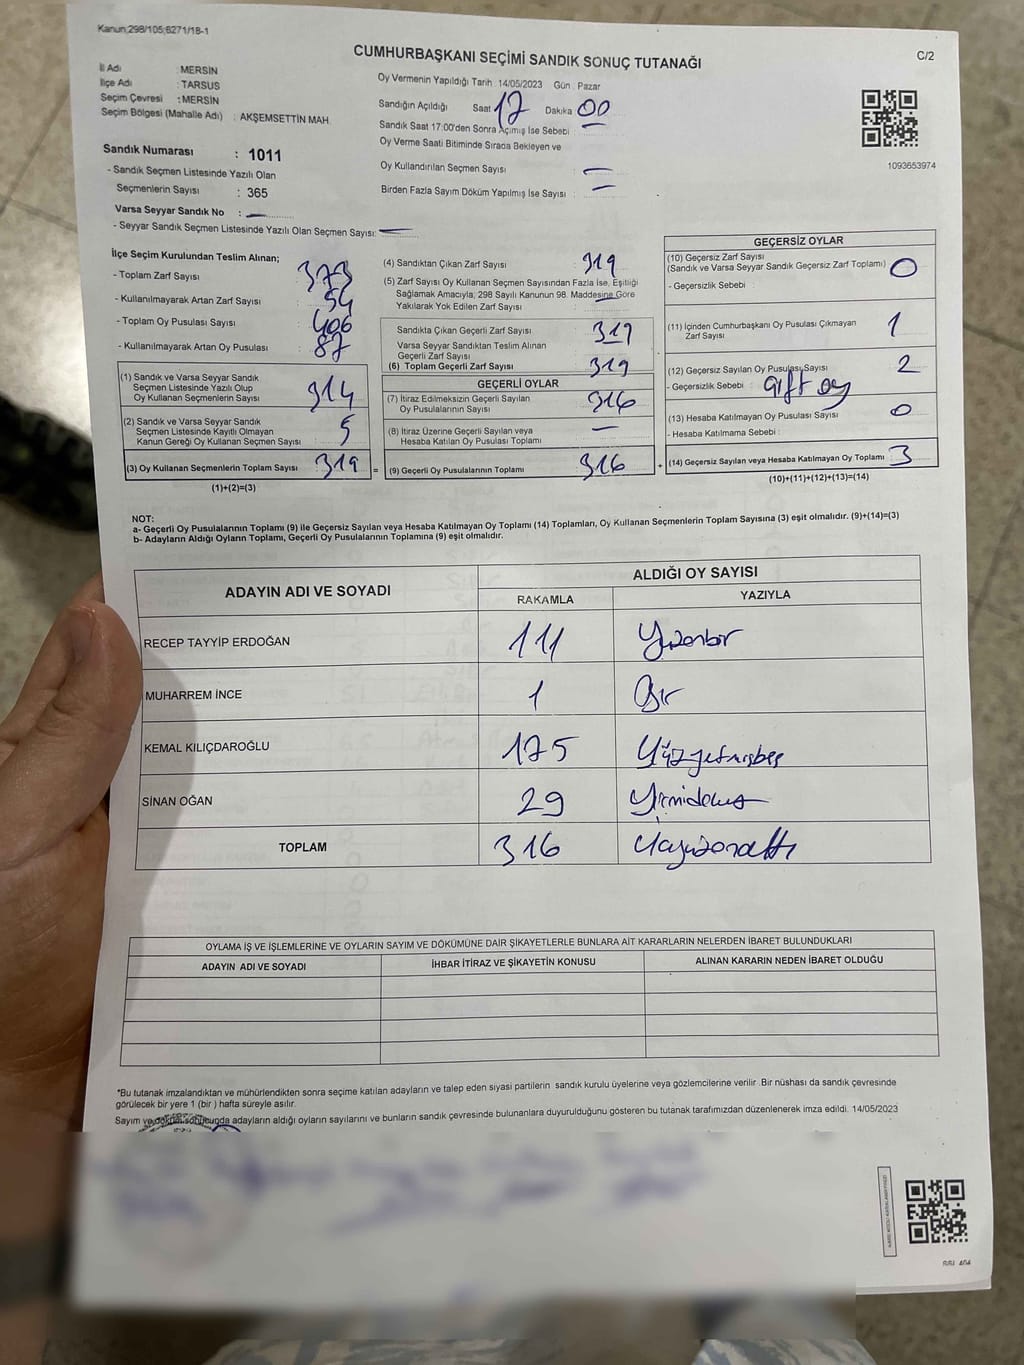 Kanun;298/105;6271/18-1
CUMHURBAŞKANI SEÇİMİ SANDIK SONUÇ TUTANAĞI
C/2
İl Adı : MERSİN
İlçe Adı : TARSUS
Seçim Çevresi : MERSİN
Seçim Bölgesi (Mahalle Adı) : AKŞEMSETTİN MAH.
Sandık Numarası : 1011
- Sandık Seçmen Listesinde Yazılı Olan
Seçmenlerin Sayısı : 365
Varsa Seyyar Sandık No : —
- Seyyar Sandık Seçmen Listesinde Yazılı Olan Seçmen Sayısı: —
Oy Vermenin Yapıldığı Tarih : 14/05/2023 Gün : Pazar
Sandığın Açıldığı Saat 17 Dakika 00
Sandık Saat 17:00'den Sonra Açılmış İse Sebebi : —
Oy Verme Saati Bitiminde Sırada Bekleyen ve
Oy Kullandırılan Seçmen Sayısı : —
Birden Fazla Sayım Döküm Yapılmış İse Sayısı : —
1093653974
İlçe Seçim Kurulundan Teslim Alınan;
- Toplam Zarf Sayısı : 373
- Kullanılmayarak Artan Zarf Sayısı : 54
- Toplam Oy Pusulası Sayısı : 406
- Kullanılmayarak Artan Oy Pusulası : 87
(1) Sandık ve Varsa Seyyar Sandık
Seçmen Listesinde Yazılı Olup
Oy Kullanan Seçmenlerin Sayısı 314
(2) Sandık ve Varsa Seyyar Sandık
Seçmen Listesinde Kayıtlı Olmayan
Kanun Gereği Oy Kullanan Seçmen Sayısı 5
(3) Oy Kullanan Seçmenlerin Toplam Sayısı 319 =
(1)+(2)=(3)
(4) Sandıktan Çıkan Zarf Sayısı 319
(5) Zarf Sayısı Oy Kullanan Seçmen Sayısından Fazla İse, Eşitliği
Sağlamak Amacıyla; 298 Sayılı Kanunun 98. Maddesine Göre
Yakılarak Yok Edilen Zarf Sayısı : —
Sandıkta Çıkan Geçerli Zarf Sayısı 319
Varsa Seyyar Sandıktan Teslim Alınan
Geçerli Zarf Sayısı
(6) Toplam Geçerli Zarf Sayısı 319
GEÇERLİ OYLAR
(7) İtiraz Edilmeksizin Geçerli Sayılan
Oy Pusulalarının Sayısı 316
(8) İtiraz Üzerine Geçerli Sayılan veya
Hesaba Katılan Oy Pusulalarının Toplamı —
(9) Geçerli Oy Pusulalarının Toplamı 316 +
GEÇERSİZ OYLAR
(10) Geçersiz Zarf Sayısı
(Sandık ve Varsa Seyyar Sandık Geçersiz Zarf Toplamı) 0
- Geçersizlik Sebebi
(11) İçinden Cumhurbaşkanı Oy Pusulası Çıkmayan
Zarf Sayısı 1
(12) Geçersiz Sayılan Oy Pusulası Sayısı 2
- Geçersizlik Sebebi : Çift oy
(13) Hesaba Katılmayan Oy Pusulası Sayısı 0
- Hesaba Katılmama Sebebi :
(14) Geçersiz Sayılan veya Hesaba Katılmayan Oy Toplamı 3
(10)+(11)+(12)+(13)=(14)
NOT:
a- Geçerli Oy Pusulalarının Toplamı (9) ile Geçersiz Sayılan veya Hesaba Katılmayan Oy Toplamı (14) Toplamları, Oy Kullanan Seçmenlerin Toplam Sayısına (3) eşit olmalıdır. (9)+(14)=(3)
b- Adayların Aldığı Oyların Toplamı, Geçerli Oy Pusulalarının Toplamına (9) eşit olmalıdır.
ADAYIN ADI VE SOYADI ALDIĞI OY SAYISI
RAKAMLA YAZIYLA
RECEP TAYYİP ERDOĞAN 111 Yüzonbir
MUHARREM İNCE 1 Bir
KEMAL KILIÇDAROĞLU 175 Yüzyetmişbeş
SİNAN OĞAN 29 Yirmidokuz
TOPLAM 316 Üçyüzonaltı
OYLAMA İŞ VE İŞLEMLERİNE VE OYLARIN SAYIM VE DÖKÜMÜNE DAİR ŞİKAYETLERLE BUNLARA AİT KARARLARIN NELERDEN İBARET BULUNDUKLARI
ADAYIN ADI VE SOYADI İHBAR İTİRAZ VE ŞİKAYETİN KONUSU ALINAN KARARIN NEDEN İBARET OLDUĞU
*Bu tutanak imzalandıktan ve mühürlendikten sonra seçime katılan adayların ve talep eden siyasi partilerin sandık kurulu üyelerine veya gözlemcilerine verilir. Bir nüshası da sandık çevresinde
görülecek bir yere 1 (bir ) hafta süreyle asılır.
Sayım ve döküm sonucunda adayların aldığı oyların sayılarını ve bunların sandık çevresinde bulunanlara duyurulduğunu gösteren bu tutanak tarafımızdan düzenlenerek imza edildi. 14/05/2023